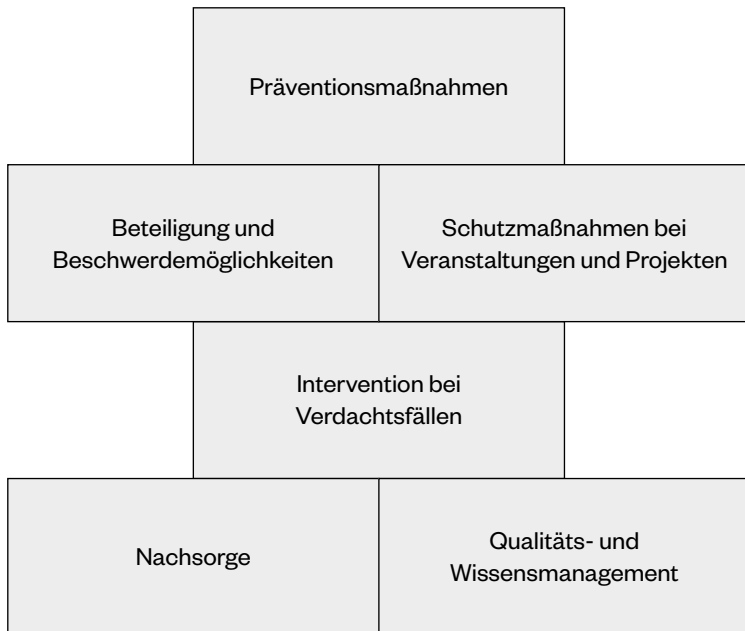 Präventionsmaßnahmen
Beteiligung und
Beschwerdemöglichkeiten
Schutzmaßnahmen bei
Veranstaltungen und Projekten
Intervention bei
Verdachtsfällen
Nachsorge
Qualitäts- und
Wissensmanagement